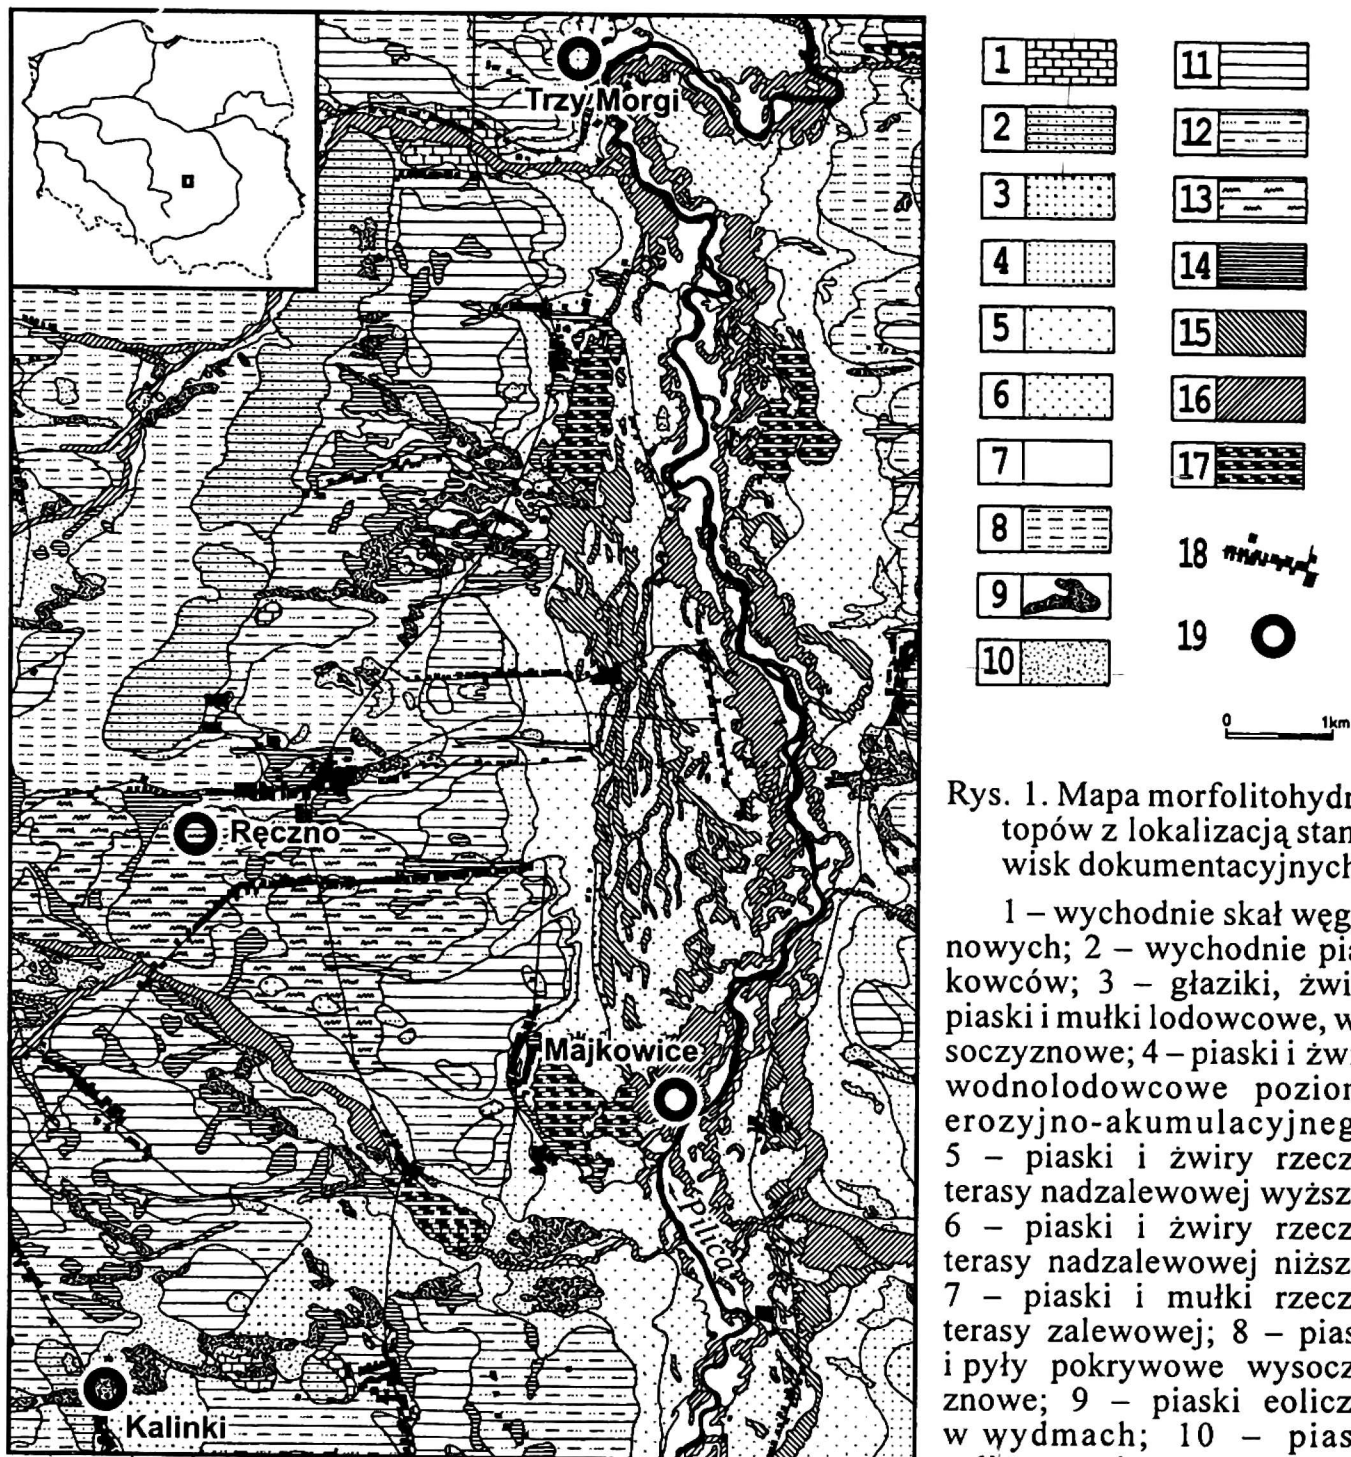 Trzy Morgi
Ręczno
Majkowice
Pilica
Kalinki
1
2
3
4
5
6
7
8
9
10
11
12
13
14
15
16
17
18
19
0 1km
Rys. 1. Mapa morfolitohydr
topów z lokalizacją stan
wisk dokumentacyjnych
1 – wychodnie skał węg
nowych; 2 – wychodnie pia
kowców; 3 – głaziki, żwi
piaski i mułki lodowcowe, w
soczyznowe; 4 – piaski i żwi
wodnolodowcowe pozion
erozyjno-akumulacyjneg
5 – piaski i żwiry rzecz
terasy nadzalewowej wyższ
6 – piaski i żwiry rzecz
terasy nadzalewowej niższ
7 – piaski i mułki rzecz
terasy zalewowej; 8 – pias
i pyły pokrywowe wysocz
znowe; 9 – piaski eolicz
w wydmach; 10 – pias